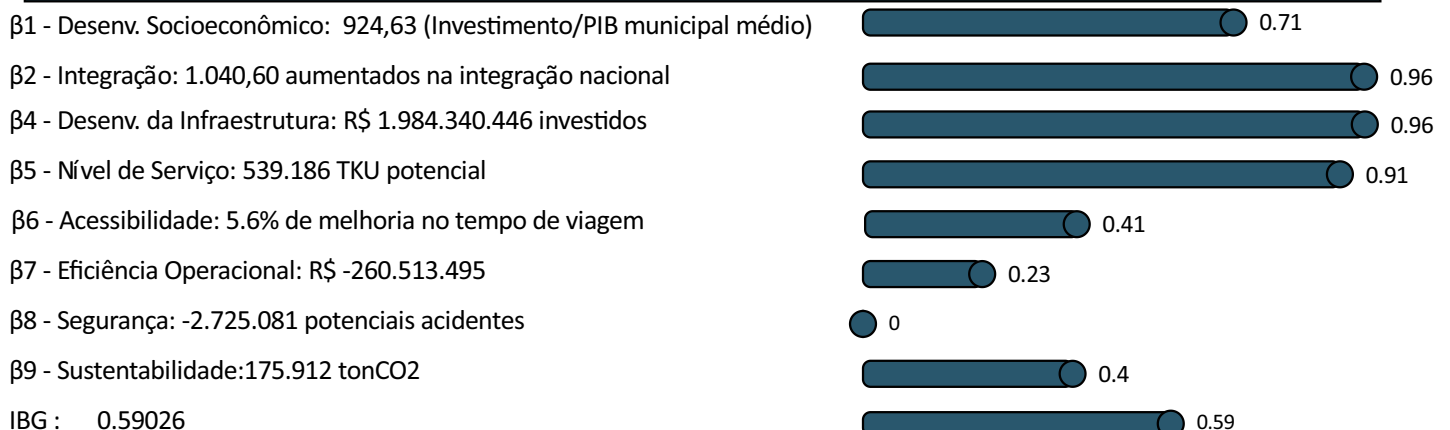 β1 - Desenv. Socioeconômico: 924,63 (Investimento/PIB municipal médio) 0.71
β2 - Integração: 1.040,60 aumentados na integração nacional 0.96
β4 - Desenv. da Infraestrutura: R$ 1.984.340.446 investidos 0.96
β5 - Nível de Serviço: 539.186 TKU potencial 0.91
β6 - Acessibilidade: 5.6% de melhoria no tempo de viagem 0.41
β7 - Eficiência Operacional: R$ -260.513.495 0.23
β8 - Segurança: -2.725.081 potenciais acidentes 0
β9 - Sustentabilidade:175.912 tonCO2 0.4
IBG : 0.59026 0.59